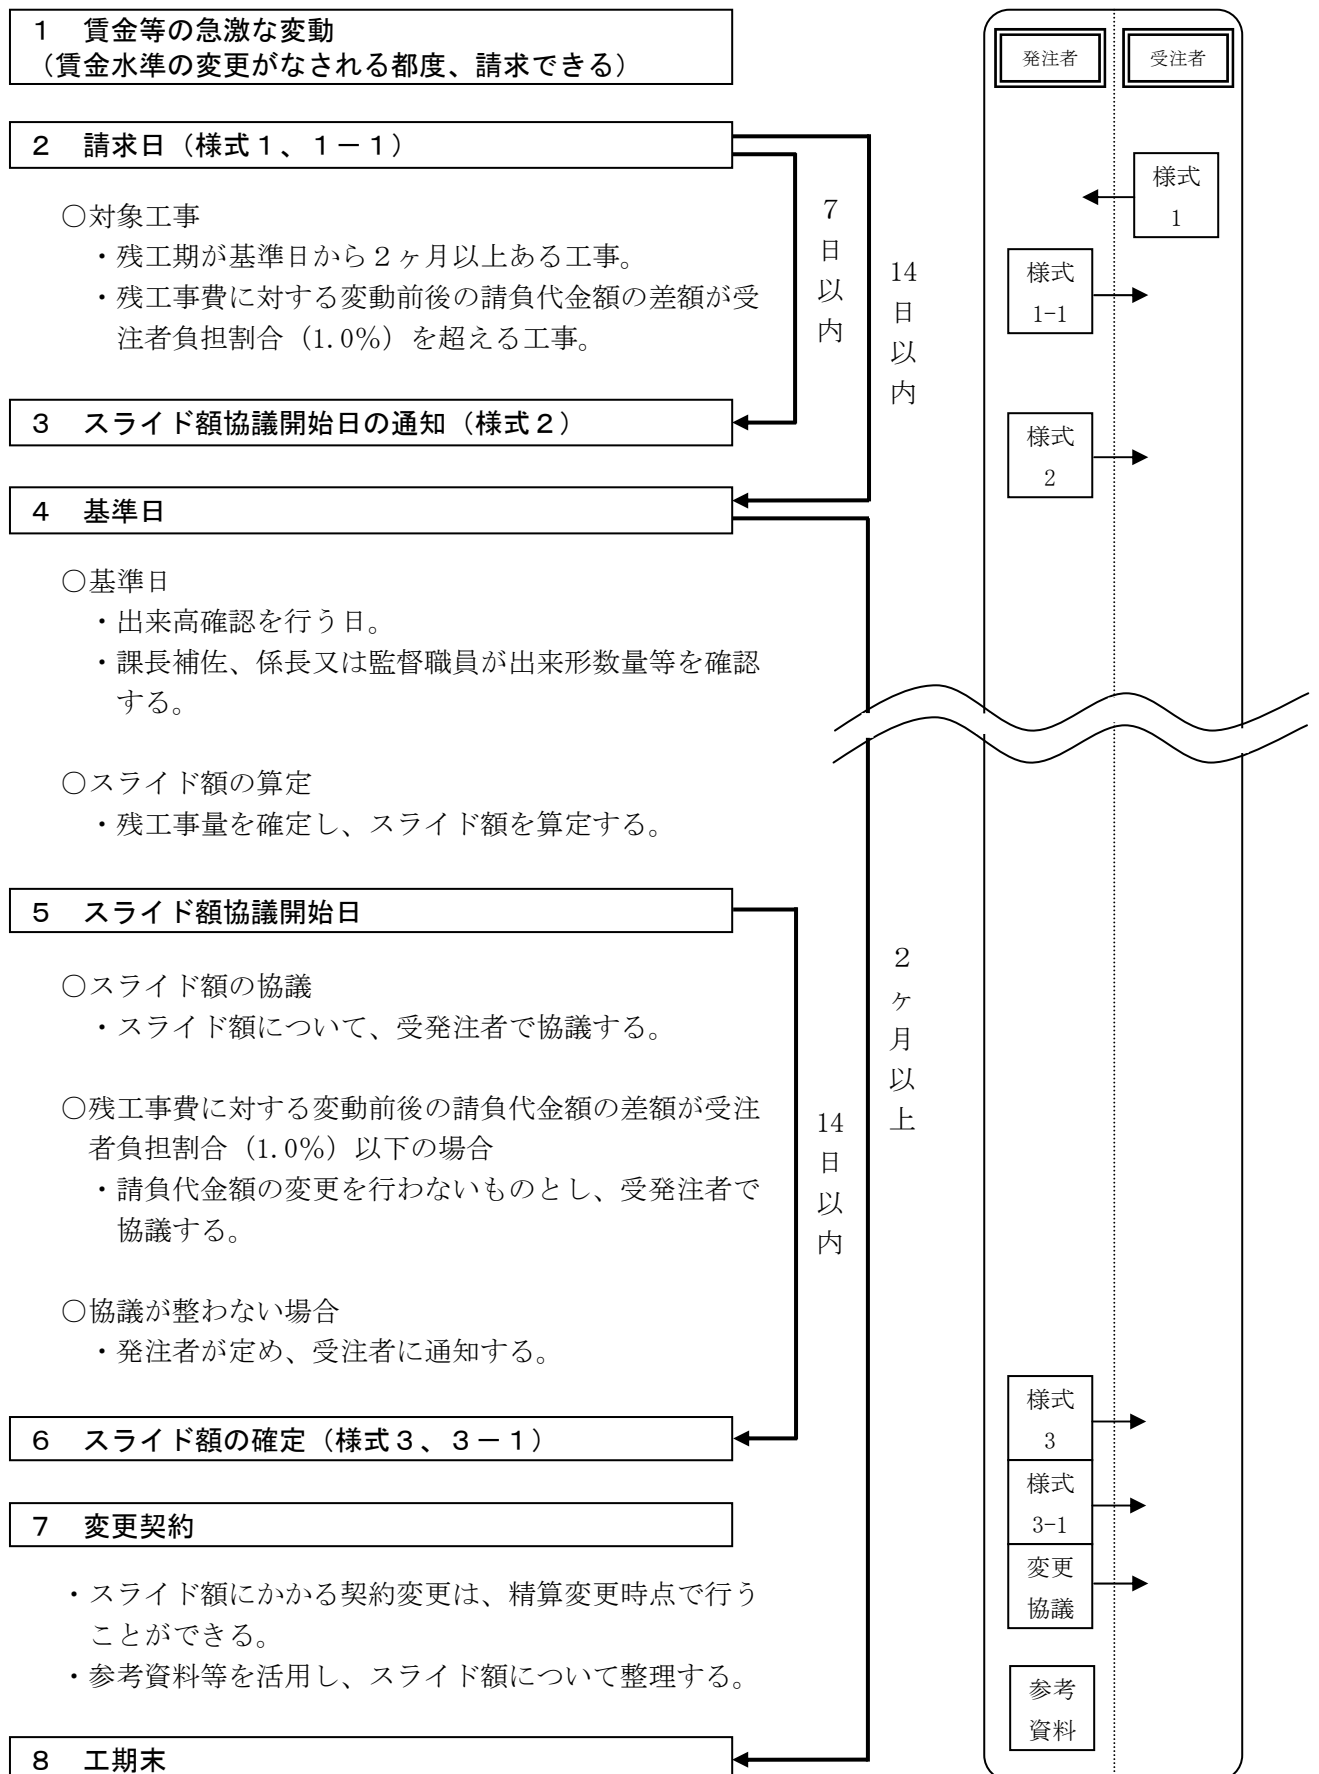 １　賃金等の急激な変動
（賃金水準の変更がなされる都度、請求できる）
２　請求日（様式１、１－１）
○対象工事
・残工期が基準日から２ヶ月以上ある工事。
・残工事費に対する変動前後の請負代金額の差額が受
注者負担割合（1.0％）を超える工事。
３　スライド額協議開始日の通知（様式２）
４　基準日
○基準日
・出来高確認を行う日。
・課長補佐、係長又は監督職員が出来形数量等を確認
する。
○スライド額の算定
・残工事量を確定し、スライド額を算定する。
５　スライド額協議開始日
○スライド額の協議
・スライド額について、受発注者で協議する。
○残工事費に対する変動前後の請負代金額の差額が受注
者負担割合（1.0％）以下の場合
・請負代金額の変更を行わないものとし、受発注者で
協議する。
○協議が整わない場合
・発注者が定め、受注者に通知する。
６　スライド額の確定（様式３、３－１）
７　変更契約
・スライド額にかかる契約変更は、精算変更時点で行う
ことができる。
・参考資料等を活用し、スライド額について整理する。
８　工期末
７日以内
14日以内
14日以内
２ヶ月以上
発注者
受注者
様式
1
様式
1-1
様式
2
様式
3
様式
3-1
変更
協議
参考
資料